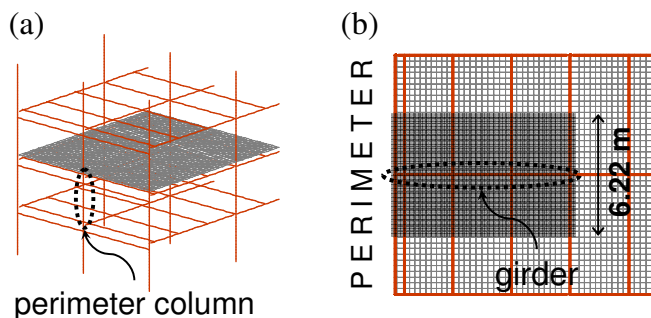 (a)
perimeter column
(b)
PERIMETER
6.22 m
girder